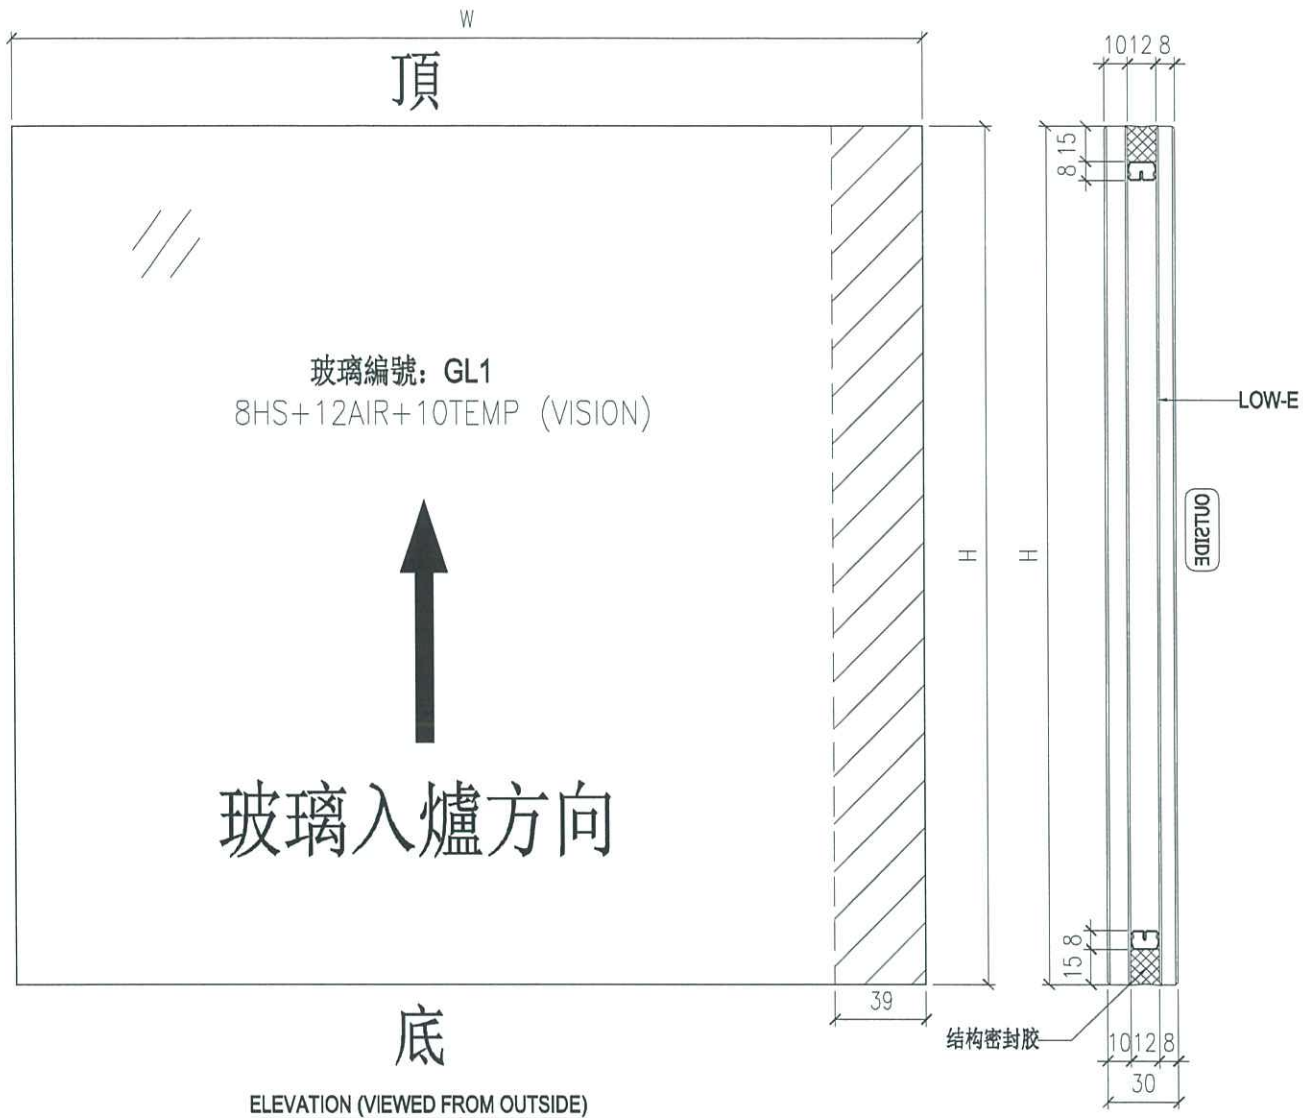 W
頂
玻璃編號：GL1
8HS+12AIR+10TEMP (VISION)
玻璃入爐方向
底
39
ELEVATION (VIEWED FROM OUTSIDE)
H
H
10 12 8
15
8
LOW-E
OUTSIDE
8
15
结构密封胶
10 12 8
30